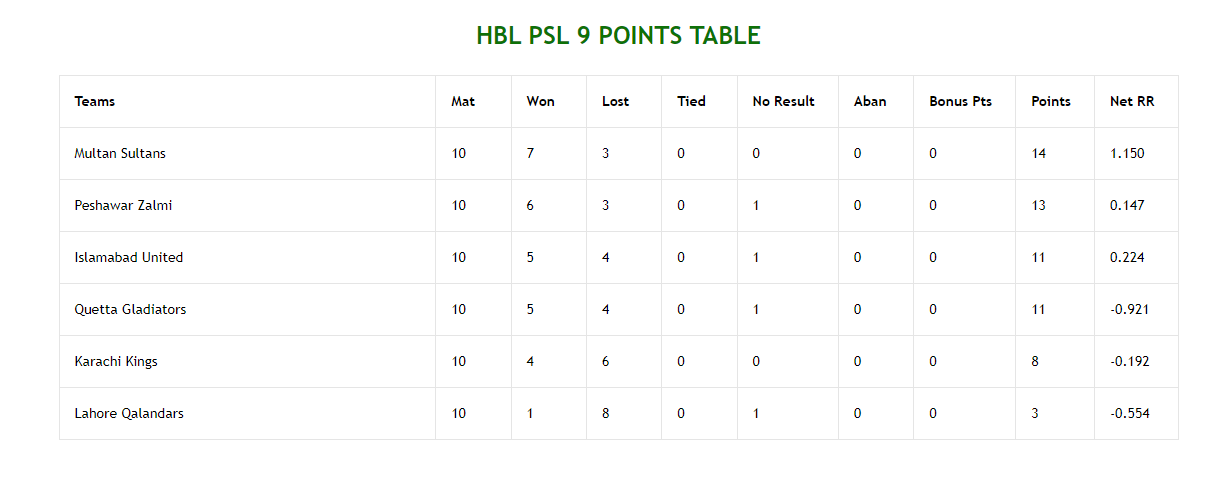 HBL PSL 9 POINTS TABLE
Teams Mat Won Lost Tied No Result Aban Bonus Pts Points Net RR
Multan Sultans 10 7 3 0 0 0 0 14 1.150
Peshawar Zalmi 10 6 3 0 1 0 0 13 0.147
Islamabad United 10 5 4 0 1 0 0 11 0.224
Quetta Gladiators 10 5 4 0 1 0 0 11 -0.921
Karachi Kings 10 4 6 0 0 0 0 8 -0.192
Lahore Qalandars 10 1 8 0 1 0 0 3 -0.554